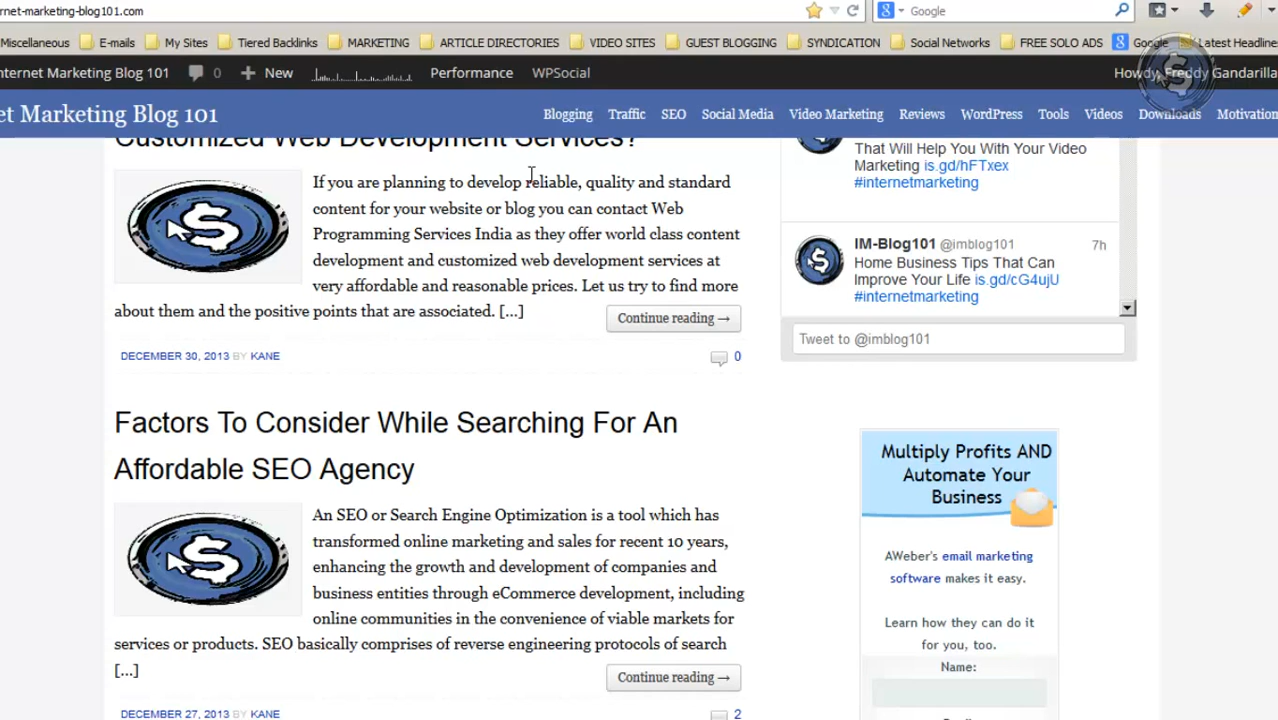 rnet-marketing-blog101.com
Google
Miscellaneous E-mails My Sites Tiered Backlinks MARKETING ARTICLE DIRECTORIES VIDEO SITES GUEST BLOGGING SYNDICATION Social Networks FREE SOLO ADS Google Latest Headline
nternet Marketing Blog 101 0 New Performance WPSocial Howdy, Freddy Gandarilla
et Marketing Blog 101 Blogging Traffic SEO Social Media Video Marketing Reviews WordPress Tools Videos Downloads Motivation
Customized Web Development Services?
If you are planning to develop reliable, quality and standard
content for your website or blog you can contact Web
Programming Services India as they offer world class content
development and customized web development services at
very affordable and reasonable prices. Let us try to find more
about them and the positive points that are associated. [...]
Continue reading →
DECEMBER 30, 2013 BY KANE 0
Factors To Consider While Searching For An
Affordable SEO Agency
An SEO or Search Engine Optimization is a tool which has
transformed online marketing and sales for recent 10 years,
enhancing the growth and development of companies and
business entities through eCommerce development, including
online communities in the convenience of viable markets for
services or products. SEO basically comprises of reverse engineering protocols of search
[...]
Continue reading →
DECEMBER 27, 2013 BY KANE 2
That Will Help You With Your Video
Marketing is.gd/hFTxex
#internetmarketing
IM-Blog101 @imblog101 7h
Home Business Tips That Can
Improve Your Life is.gd/cG4ujU
#internetmarketing
Tweet to @imblog101
Multiply Profits AND
Automate Your
Business
AWeber's email marketing
software makes it easy.
Learn how they can do it
for you, too.
Name: